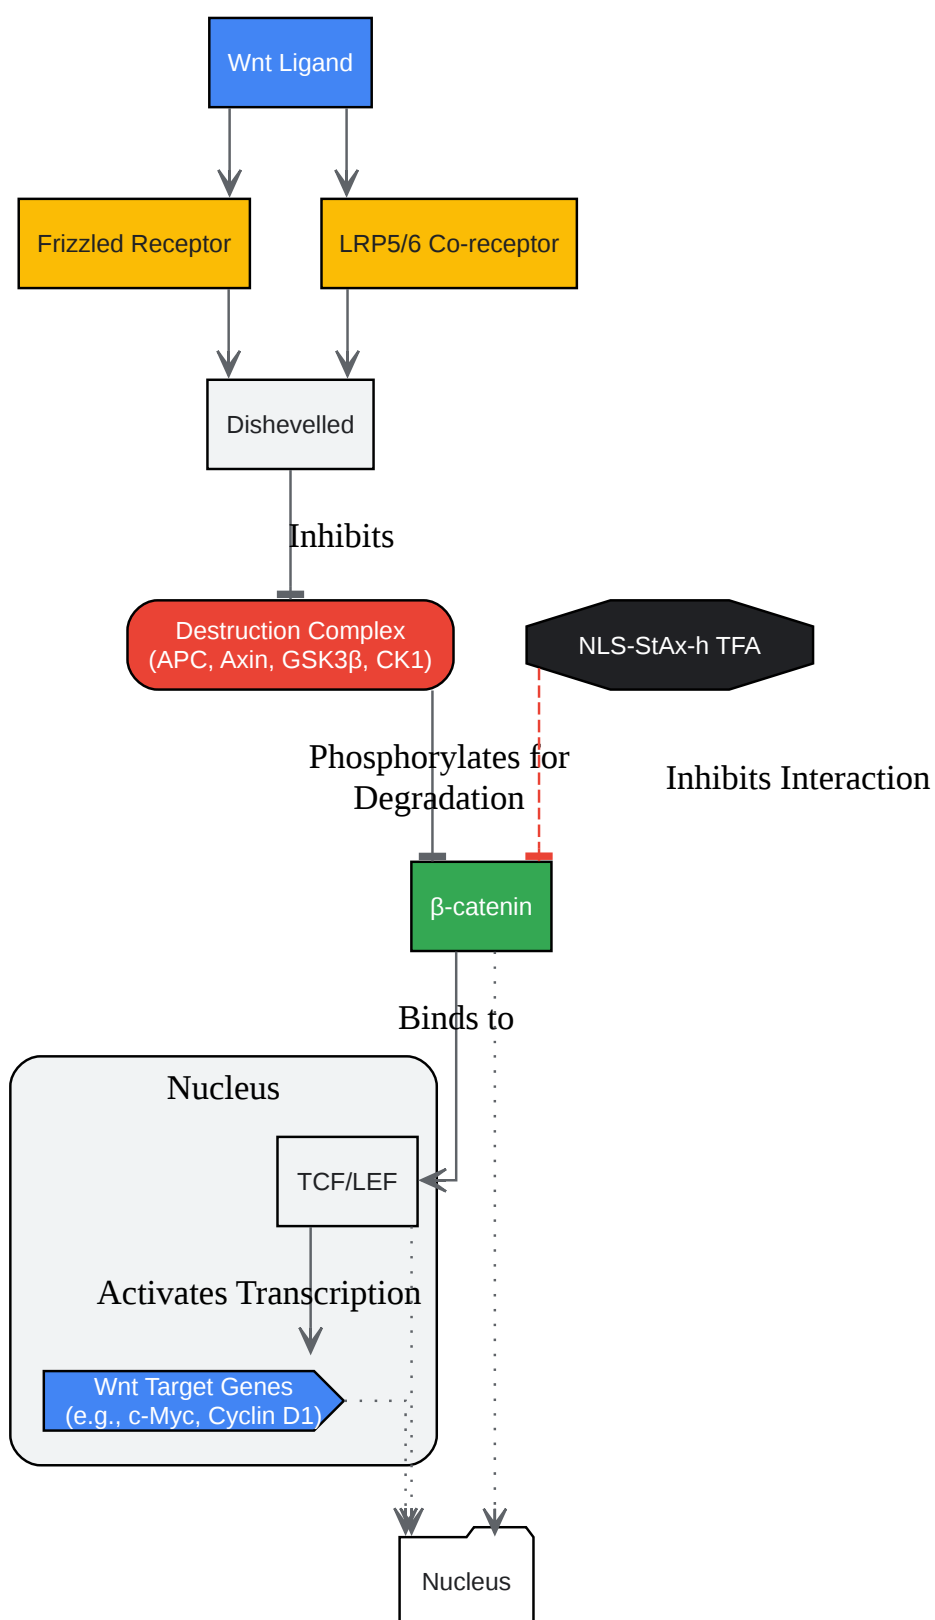 Wnt Ligand
Frizzled Receptor
LRP5/6 Co-receptor
Dishevelled
Inhibits
Destruction Complex
(APC, Axin, GSK3β, CK1)
NLS-StAx-h TFA
Phosphorylates for
Degradation
Inhibits Interaction
β-catenin
Binds to
Nucleus
TCF/LEF
Activates Transcription
Wnt Target Genes
(e.g., c-Myc, Cyclin D1)
Nucleus